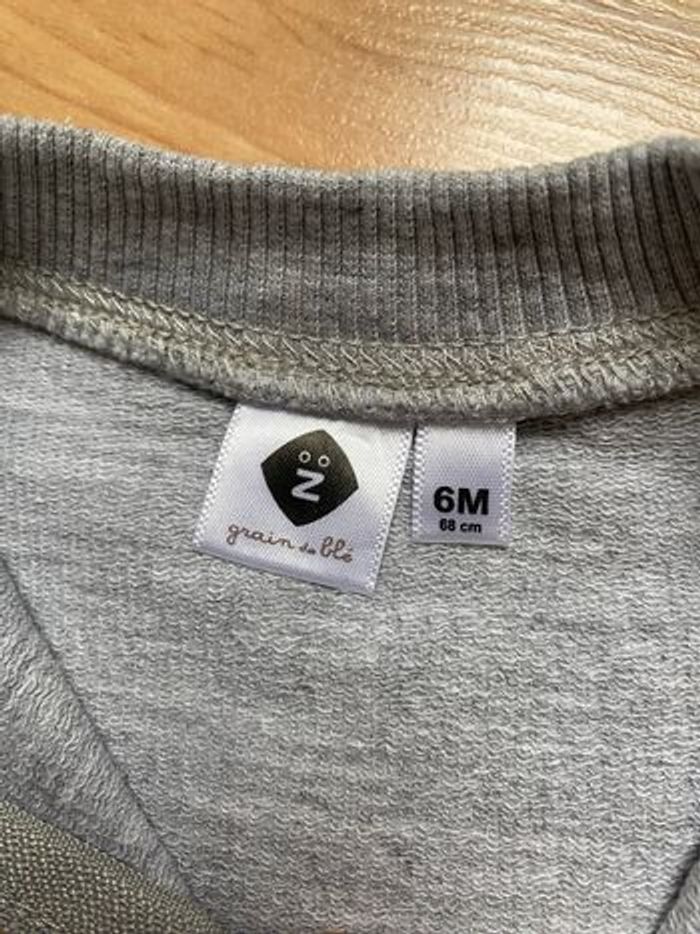 Z
grain de blé
6M
68 cm